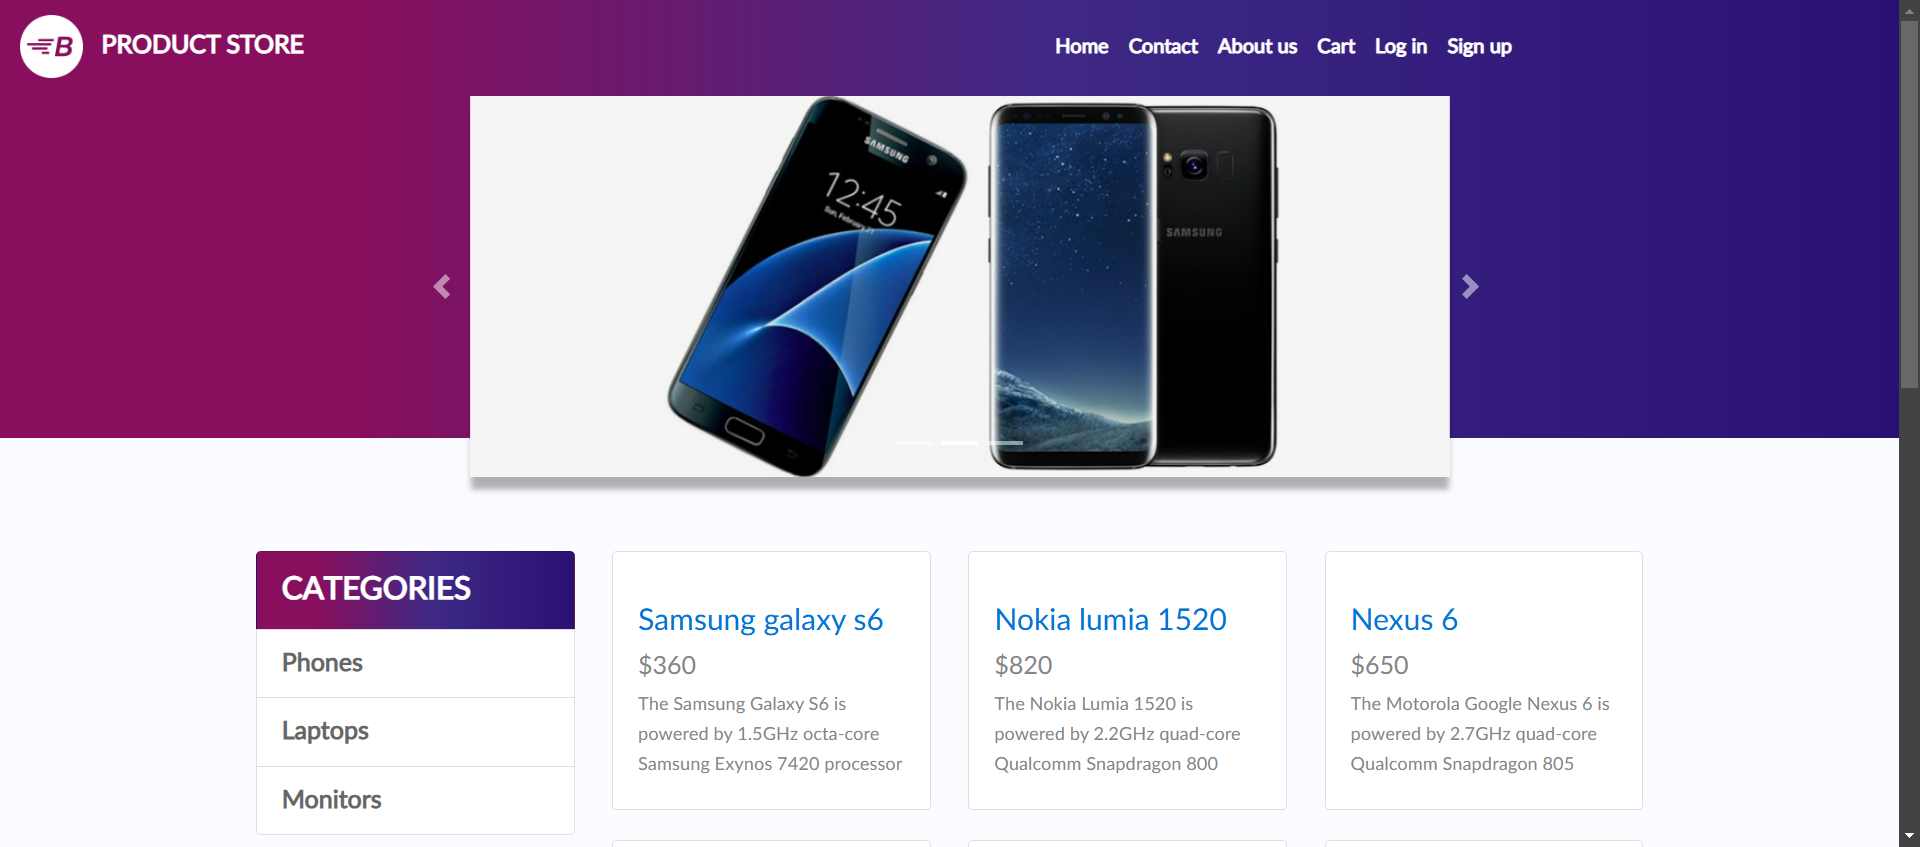 B PRODUCT STORE
Home Contact About us Cart Log in Sign up
SAMSUNG
12:45
Sun, February 21
SAMSUNG
CATEGORIES
Phones
Laptops
Monitors
Samsung galaxy s6
$360
The Samsung Galaxy S6 is
powered by 1.5GHz octa-core
Samsung Exynos 7420 processor
Nokia lumia 1520
$820
The Nokia Lumia 1520 is
powered by 2.2GHz quad-core
Qualcomm Snapdragon 800
Nexus 6
$650
The Motorola Google Nexus 6 is
powered by 2.7GHz quad-core
Qualcomm Snapdragon 805